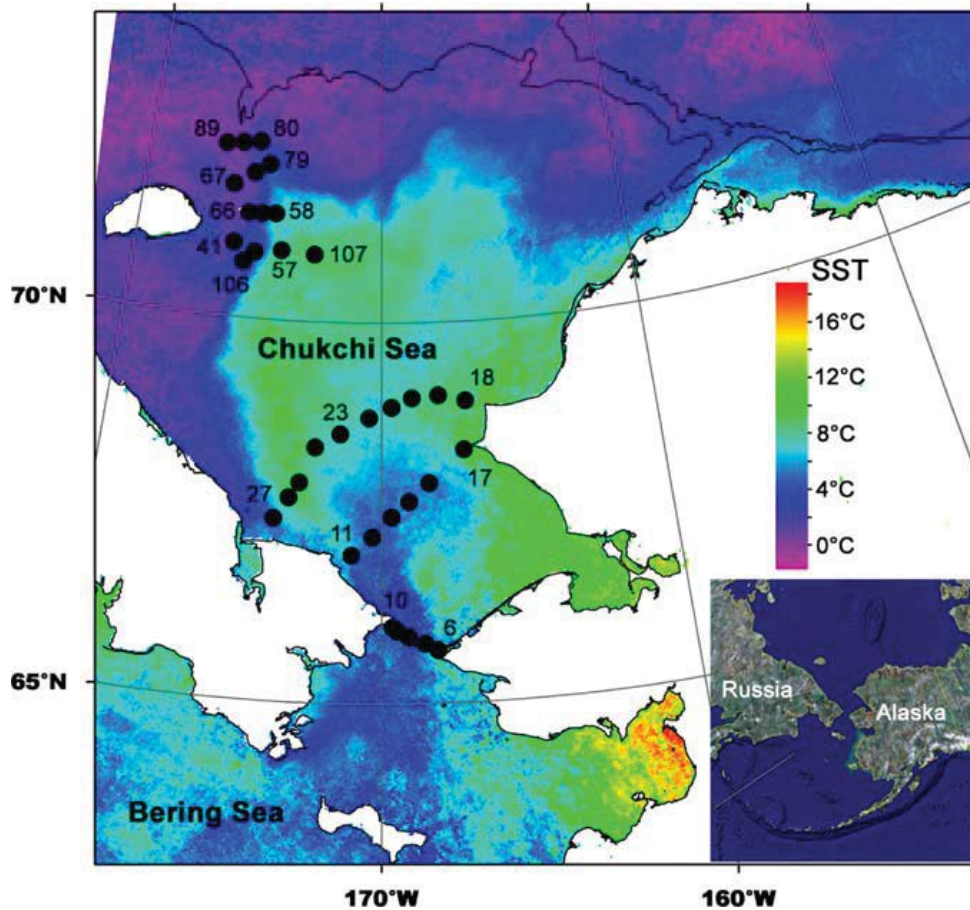 89
80
79
67
66
58
41
57
107
106
70°N
SST
16°C
12°C
8°C
4°C
0°C
Chukchi Sea
18
23
17
27
11
10
6
65°N
Russia
Alaska
Bering Sea
170°W
160°W